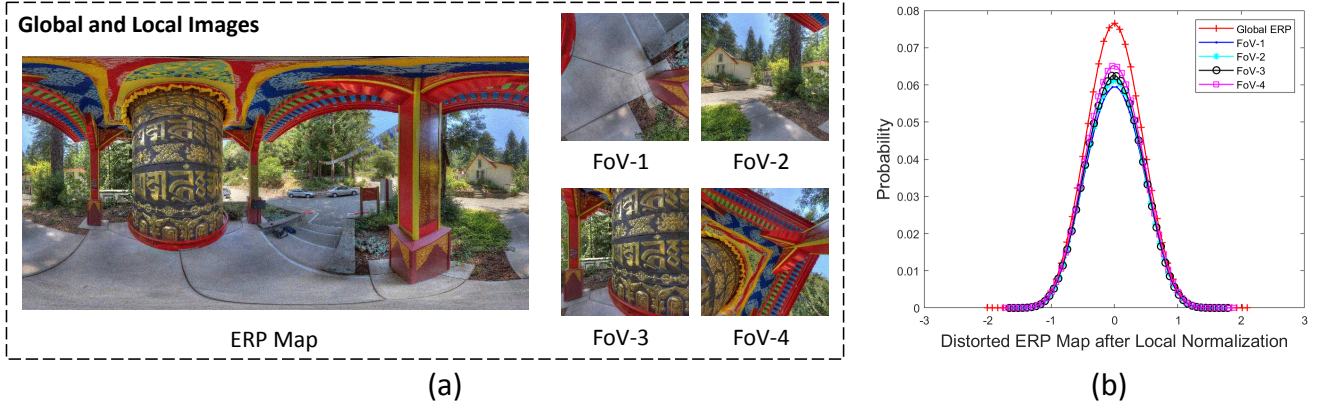 Global and Local Images
FoV-1
FoV-2
FoV-3
FoV-4
ERP Map
(a)
0.08
0.07
0.06
0.05
0.04
0.03
0.02
0.01
0
Probability
-3
-2
-1
0
1
2
3
Distorted ERP Map after Local Normalization
Global ERP
FoV-1
FoV-2
FoV-3
FoV-4
(b)